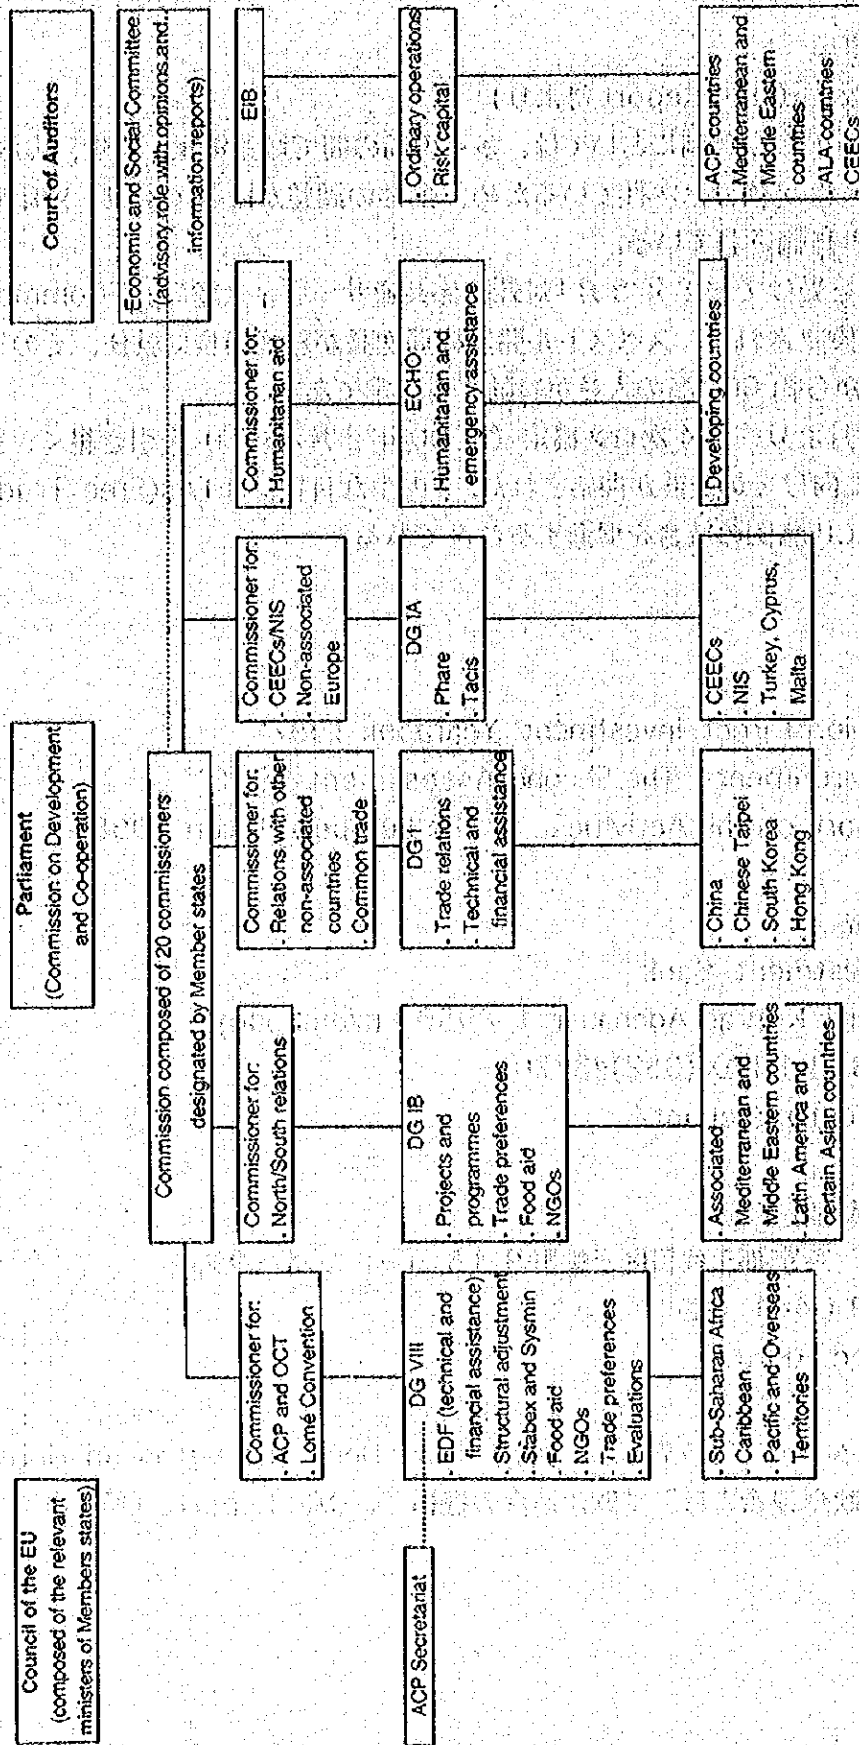 Council of the EU
(composed of the relevant
ministers of Members states)
Parliament
(Commission on Development
and Co-operation)
Court of Auditors
Commission composed of 20 commissioners
designated by Member states
Economic and Social Committee
(advisory role with opinions and
information reports)
Commissioner for:
. ACP and OCT
. Lomé Convention
Commissioner for:
. North/South relations
Commissioner for:
. Relations with other
non-associated
countries
. Common trade
Commissioner for:
. CEECs/NIS
. Non-associated
Europe
Commissioner for:
. Humanitarian aid
EIB
ACP Secretariat
DG VIII
. EDF (technical and
financial assistance)
. Structural adjustment
. Stabex and Sysmin
. Food aid
. NGOs
. Trade preferences
. Evaluations
DG IB
. Projects and
programmes
. Trade preferences
. Food aid
. NGOs
DG I
. Trade relations
. Technical and
financial assistance
DG IA
. Phare
. Tacis
ECHO
. Humanitarian and
emergency assistance
. Ordinary operations
. Risk capital
. Sub-Saharan Africa
. Caribbean
. Pacific and Overseas
Territories
. Associated
Mediterranean and
Middle Eastern countries
. Latin America and
certain Asian countries
. China
. Chinese Taipei
. South Korea
. Hong Kong
. CEECs
. NIS
. Turkey, Cyprus,
Malta
. Developing countries
. ACP countries
. Mediterranean and
Middle Eastern
countries
. ALA countries
. CEECs